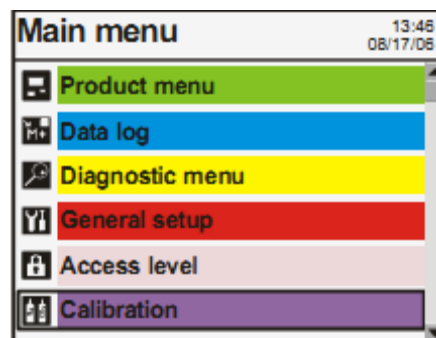 Main menu
13:46
08/17/06
Product menu
M+ Data log
Diagnostic menu
General setup
Access level
Calibration